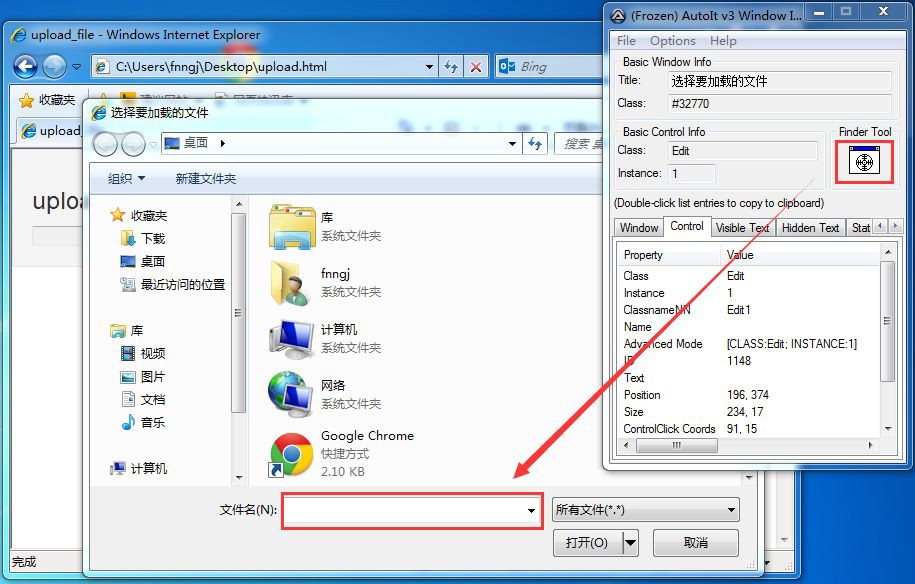 upload_file - Windows Internet Explorer
C:\Users\fnngj\Desktop\upload.html
Bing
收藏夹
upload_
uploa
完成
选择要加载的文件
桌面
搜索 桌
组织
新建文件夹
收藏夹
下载
桌面
最近访问的位置
库
视频
图片
文档
音乐
计算机
库
系统文件夹
fnngj
系统文件夹
计算机
系统文件夹
网络
系统文件夹
Google Chrome
快捷方式
2.10 KB
文件名(N):
所有文件(*.*)
打开(O)
取消
(Frozen) AutoIt v3 Window I...
File Options Help
Basic Window Info
Title: 选择要加载的文件
Class: #32770
Basic Control Info
Class: Edit
Instance: 1
Finder Tool
(Double-click list entries to copy to clipboard)
Window Control Visible Text Hidden Text Stat
Property Value
Class Edit
Instance 1
ClassnameNN Edit1
Name
Advanced Mode [CLASS:Edit; INSTANCE:1]
ID 1148
Text
Position 196, 374
Size 234, 17
ControlClick Coords 91, 15